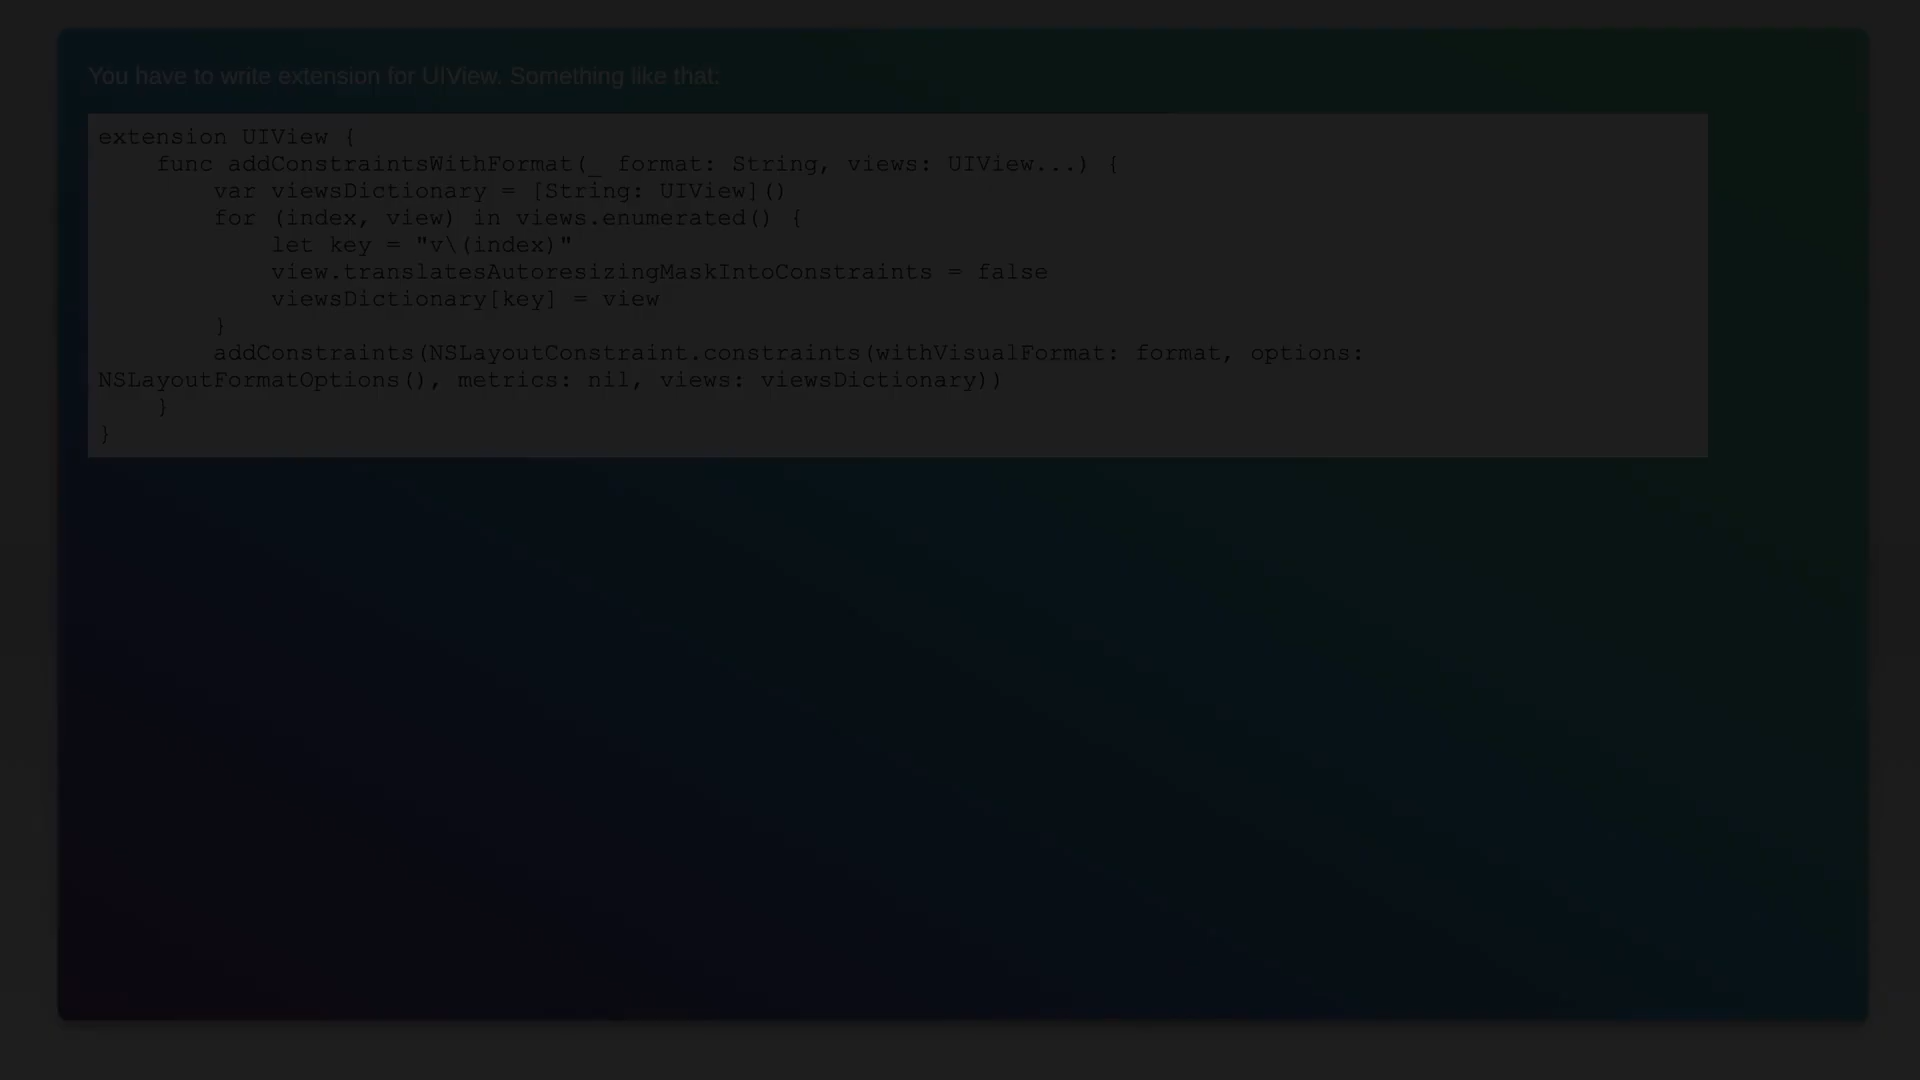 You have to write extension for UIView. Something like that:
extension UIView {
    func addConstraintsWithFormat(_ format: String, views: UIView...) {
        var viewsDictionary = [String: UIView]()
        for (index, view) in views.enumerated() {
            let key = "v\(index)"
            view.translatesAutoresizingMaskIntoConstraints = false
            viewsDictionary[key] = view
        }
        addConstraints(NSLayoutConstraint.constraints(withVisualFormat: format, options:
NSLayoutFormatOptions(), metrics: nil, views: viewsDictionary))
    }
}